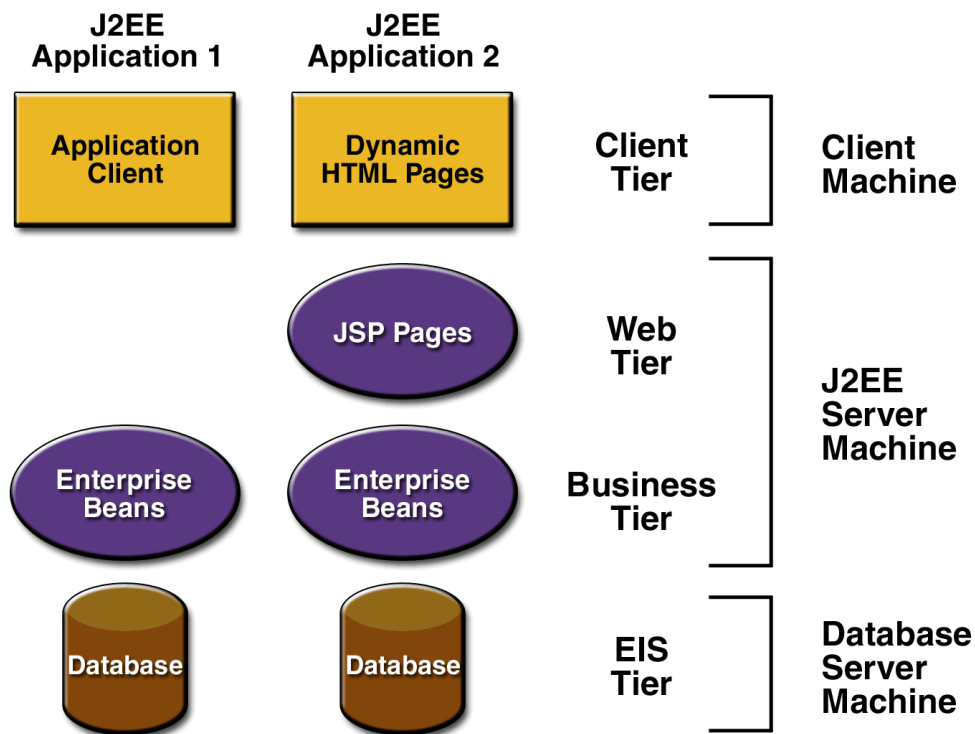 J2EE
Application 1
J2EE
Application 2
Application
Client
Dynamic
HTML Pages
Client
Tier
Client
Machine
JSP Pages
Web
Tier
J2EE
Server
Machine
Enterprise
Beans
Enterprise
Beans
Business
Tier
Database
Database
EIS
Tier
Database
Server
Machine